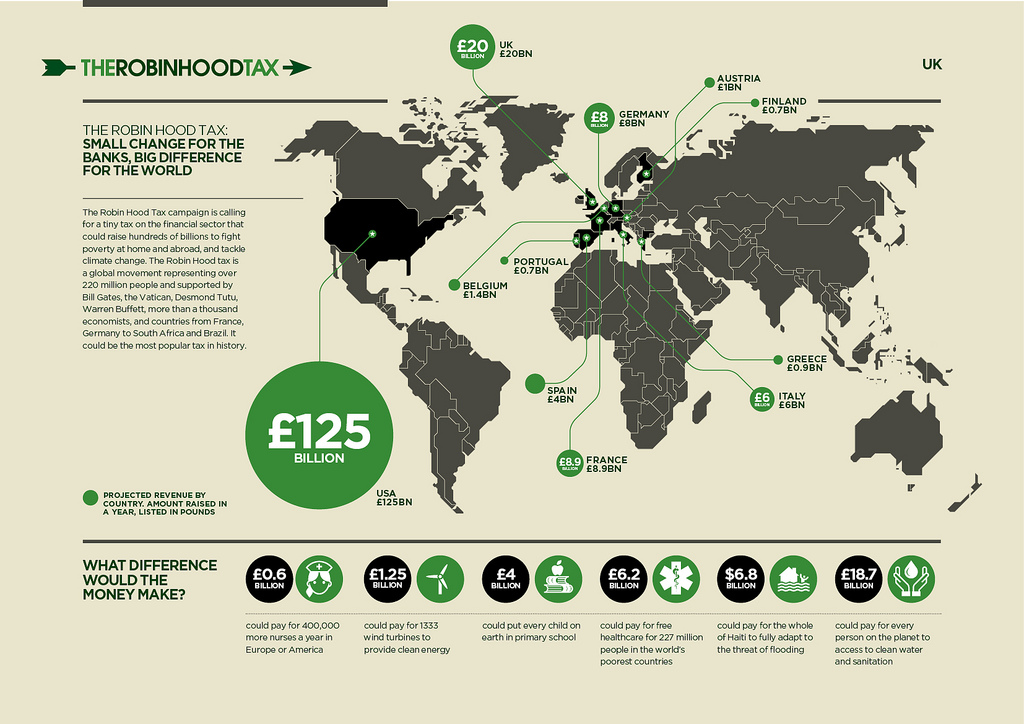 THEROBINHOODTAX
UK
THE ROBIN HOOD TAX:
SMALL CHANGE FOR THE
BANKS, BIG DIFFERENCE
FOR THE WORLD
The Robin Hood Tax campaign is calling
for a tiny tax on the financial sector that
could raise hundreds of billions to fight
poverty at home and abroad, and tackle
climate change. The Robin Hood tax is
a global movement representing over
220 million people and supported by
Bill Gates, the Vatican, Desmond Tutu,
Warren Buffett, more than a thousand
economists, and countries from France,
Germany to South Africa and Brazil. It
could be the most popular tax in history.
£20
BILLION
UK
£20BN
£8
BILLION
GERMANY
£8BN
AUSTRIA
£1BN
FINLAND
£0.7BN
PORTUGAL
£0.7BN
BELGIUM
£1.4BN
GREECE
£0.9BN
SPAIN
£4BN
£6
BILLION
ITALY
£6BN
£8.9
BILLION
FRANCE
£8.9BN
£125
BILLION
USA
£125BN
PROJECTED REVENUE BY
COUNTRY. AMOUNT RAISED IN
A YEAR, LISTED IN POUNDS
WHAT DIFFERENCE
WOULD THE
MONEY MAKE?
£0.6
BILLION
could pay for 400,000
more nurses a year in
Europe or America
£1.25
BILLION
could pay for 1333
wind turbines to
provide clean energy
£4
BILLION
could put every child on
earth in primary school
£6.2
BILLION
could pay for free
healthcare for 227 million
people in the world's
poorest countries
$6.8
BILLION
could pay for the whole
of Haiti to fully adapt to
the threat of flooding
£18.7
BILLION
could pay for every
person on the planet to
access to clean water
and sanitation